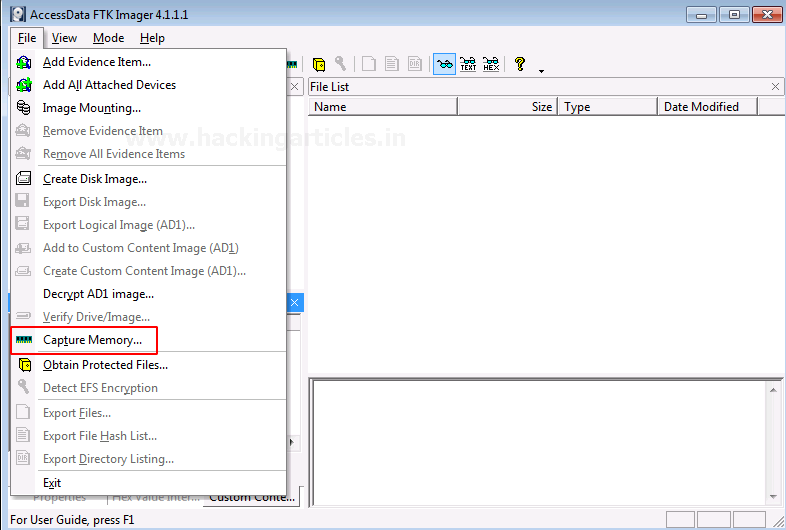 AccessData FTK Imager 4.1.1.1
File View Mode Help
TEXT HEX
Add Evidence Item...
Add All Attached Devices
Image Mounting...
Remove Evidence Item
Remove All Evidence Items
Create Disk Image...
Export Disk Image...
Export Logical Image (AD1)...
Add to Custom Content Image (AD1)
Create Custom Content Image (AD1)...
Decrypt AD1 image...
Verify Drive/Image...
Capture Memory...
Obtain Protected Files...
Detect EFS Encryption
Export Files...
Export File Hash List...
Export Directory Listing...
Exit
File List
Name Size Type Date Modified
www.hackingarticles.in
Properties Hex Value Inter... Custom Conte...
For User Guide, press F1